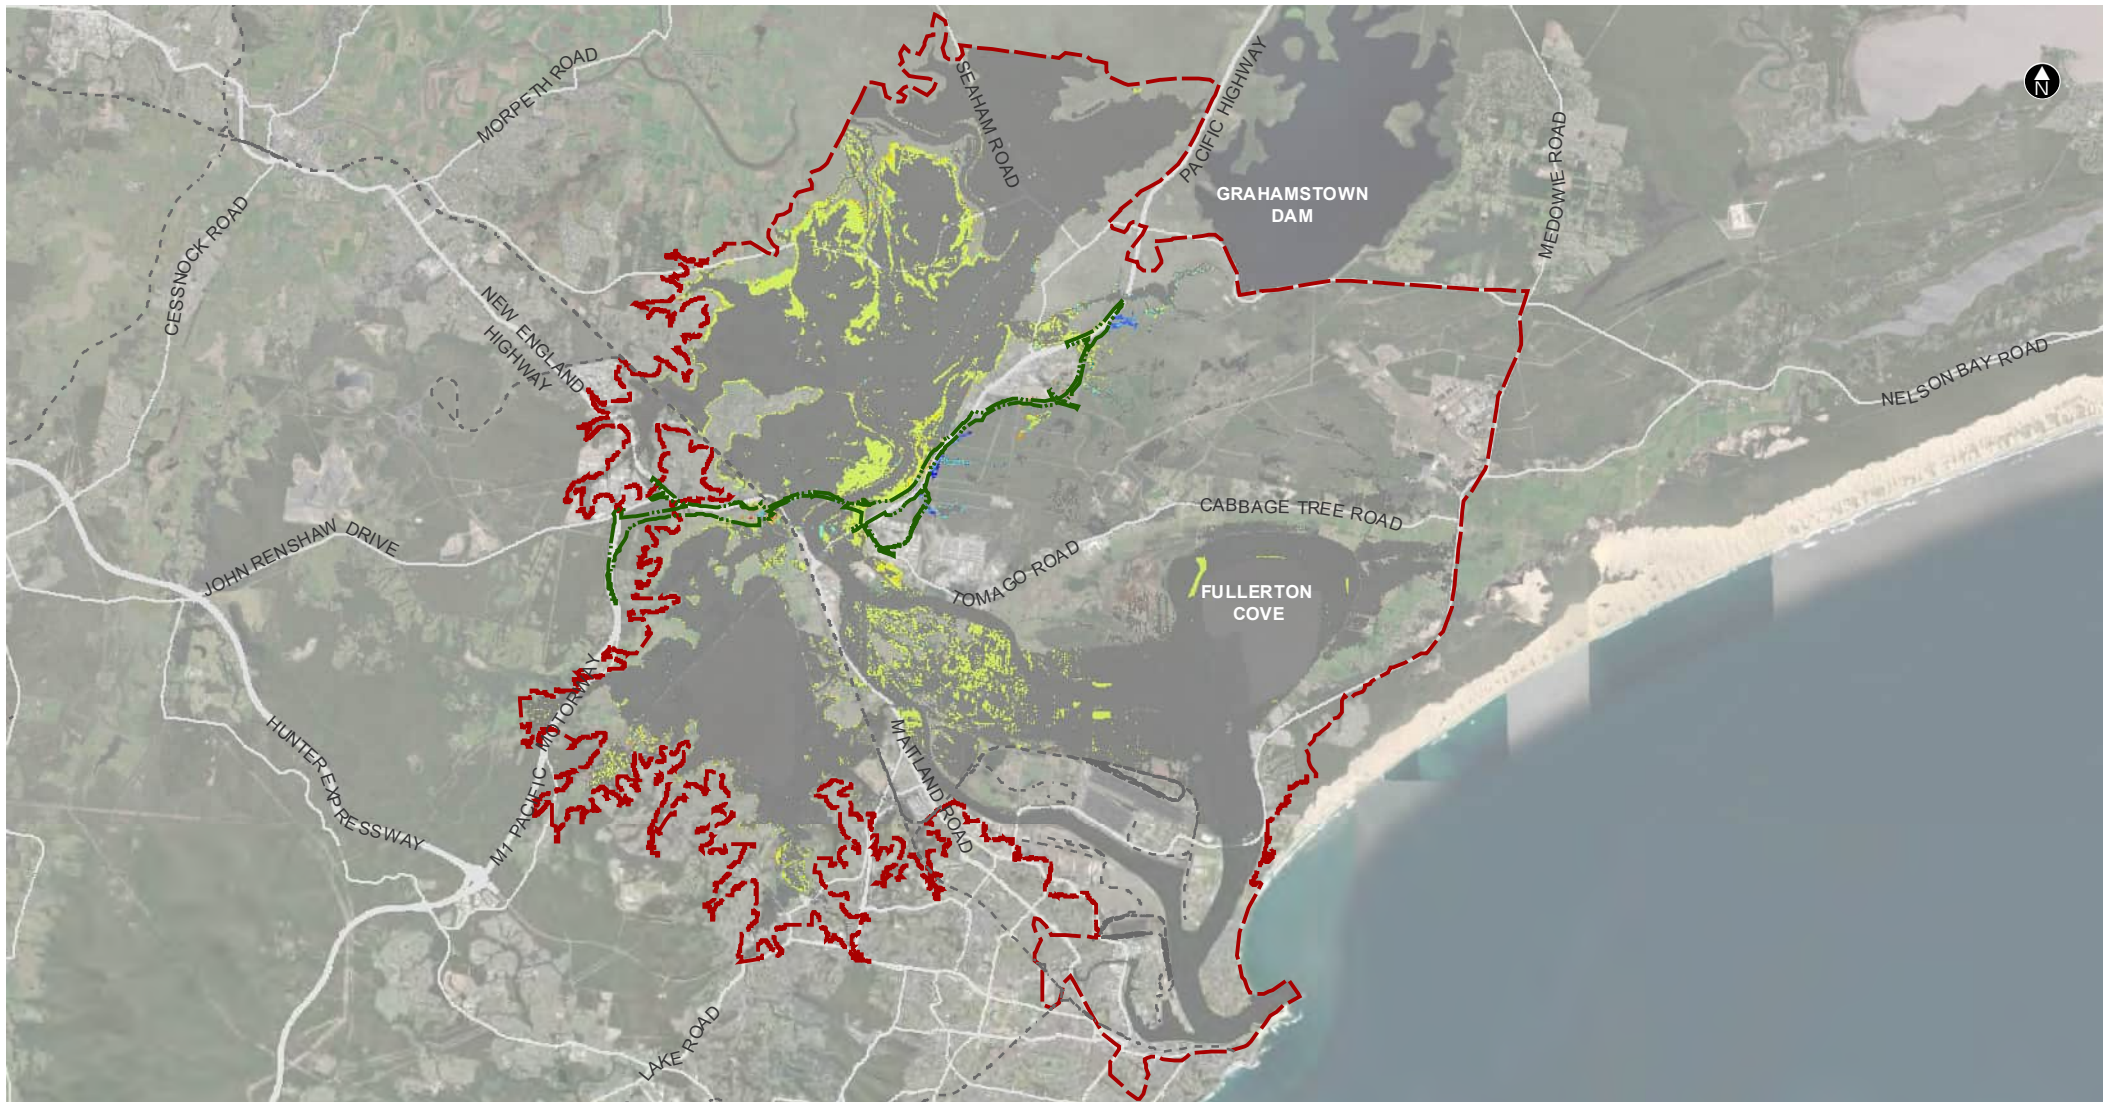 MORPETH ROAD
SEAHAM ROAD
PACIFIC HIGHWAY
N
GRAHAMSTOWN
DAM
MEDOWIE ROAD
CESSNOCK ROAD
NEW ENGLAND
HIGHWAY
NELSON BAY ROAD
CABBAGE TREE ROAD
JOHN RENSHAW DRIVE
TOMAGO ROAD
FULLERTON
COVE
HUNTER EXPRESSWAY
M1 PACIFIC MOTORWAY
MAITLAND ROAD
LAKE ROAD